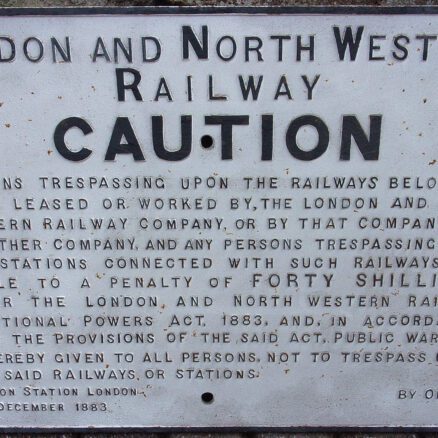 DON AND NORTH WEST
RAILWAY
CAUTION
NS TRESPASSING UPON THE RAILWAYS BELO
LEASED OR WORKED BY, THE LONDON AND
ERN RAILWAY COMPANY, OR BY THAT COMPAN
THER COMPANY, AND ANY PERSONS TRESPASSING
STATIONS CONNECTED WITH SUCH RAILWAYS
LE TO A PENALTY OF FORTY SHILLI
R THE LONDON, AND NORTH WESTERN RAI
TIONAL POWERS ACT, 1883, AND, IN ACCORD
THE PROVISIONS OF THE SAID ACT, PUBLIC WAR
EREBY GIVEN TO ALL PERSONS, NOT TO TRESPASS
SAID RAILWAYS, OR STATIONS.
ON STATION LONDON
DECEMBER 1883.
BY O